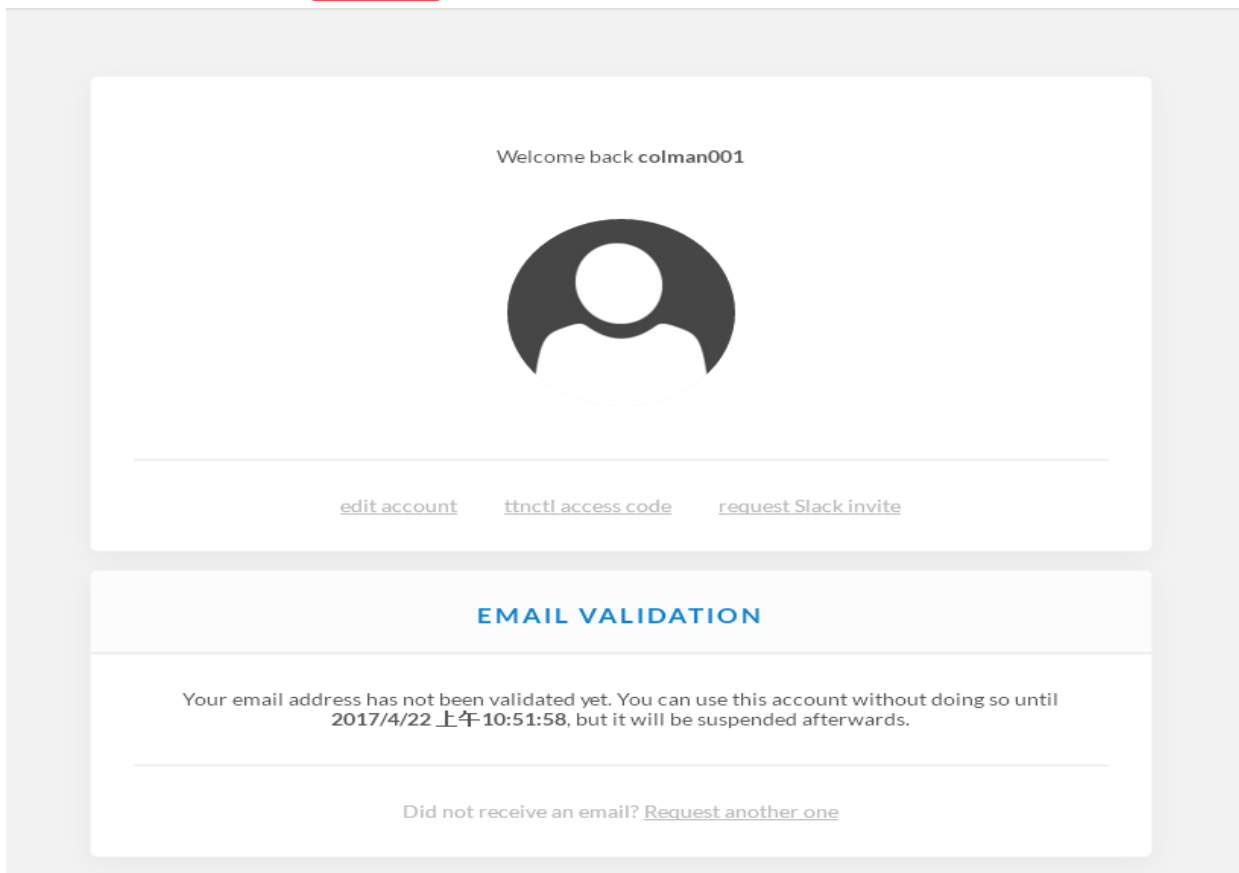 Welcome back colman001
edit account ttnctl access code request Slack invite
EMAIL VALIDATION
Your email address has not been validated yet. You can use this account without doing so until
2017/4/22 上午10:51:58, but it will be suspended afterwards.
Did not receive an email? Request another one